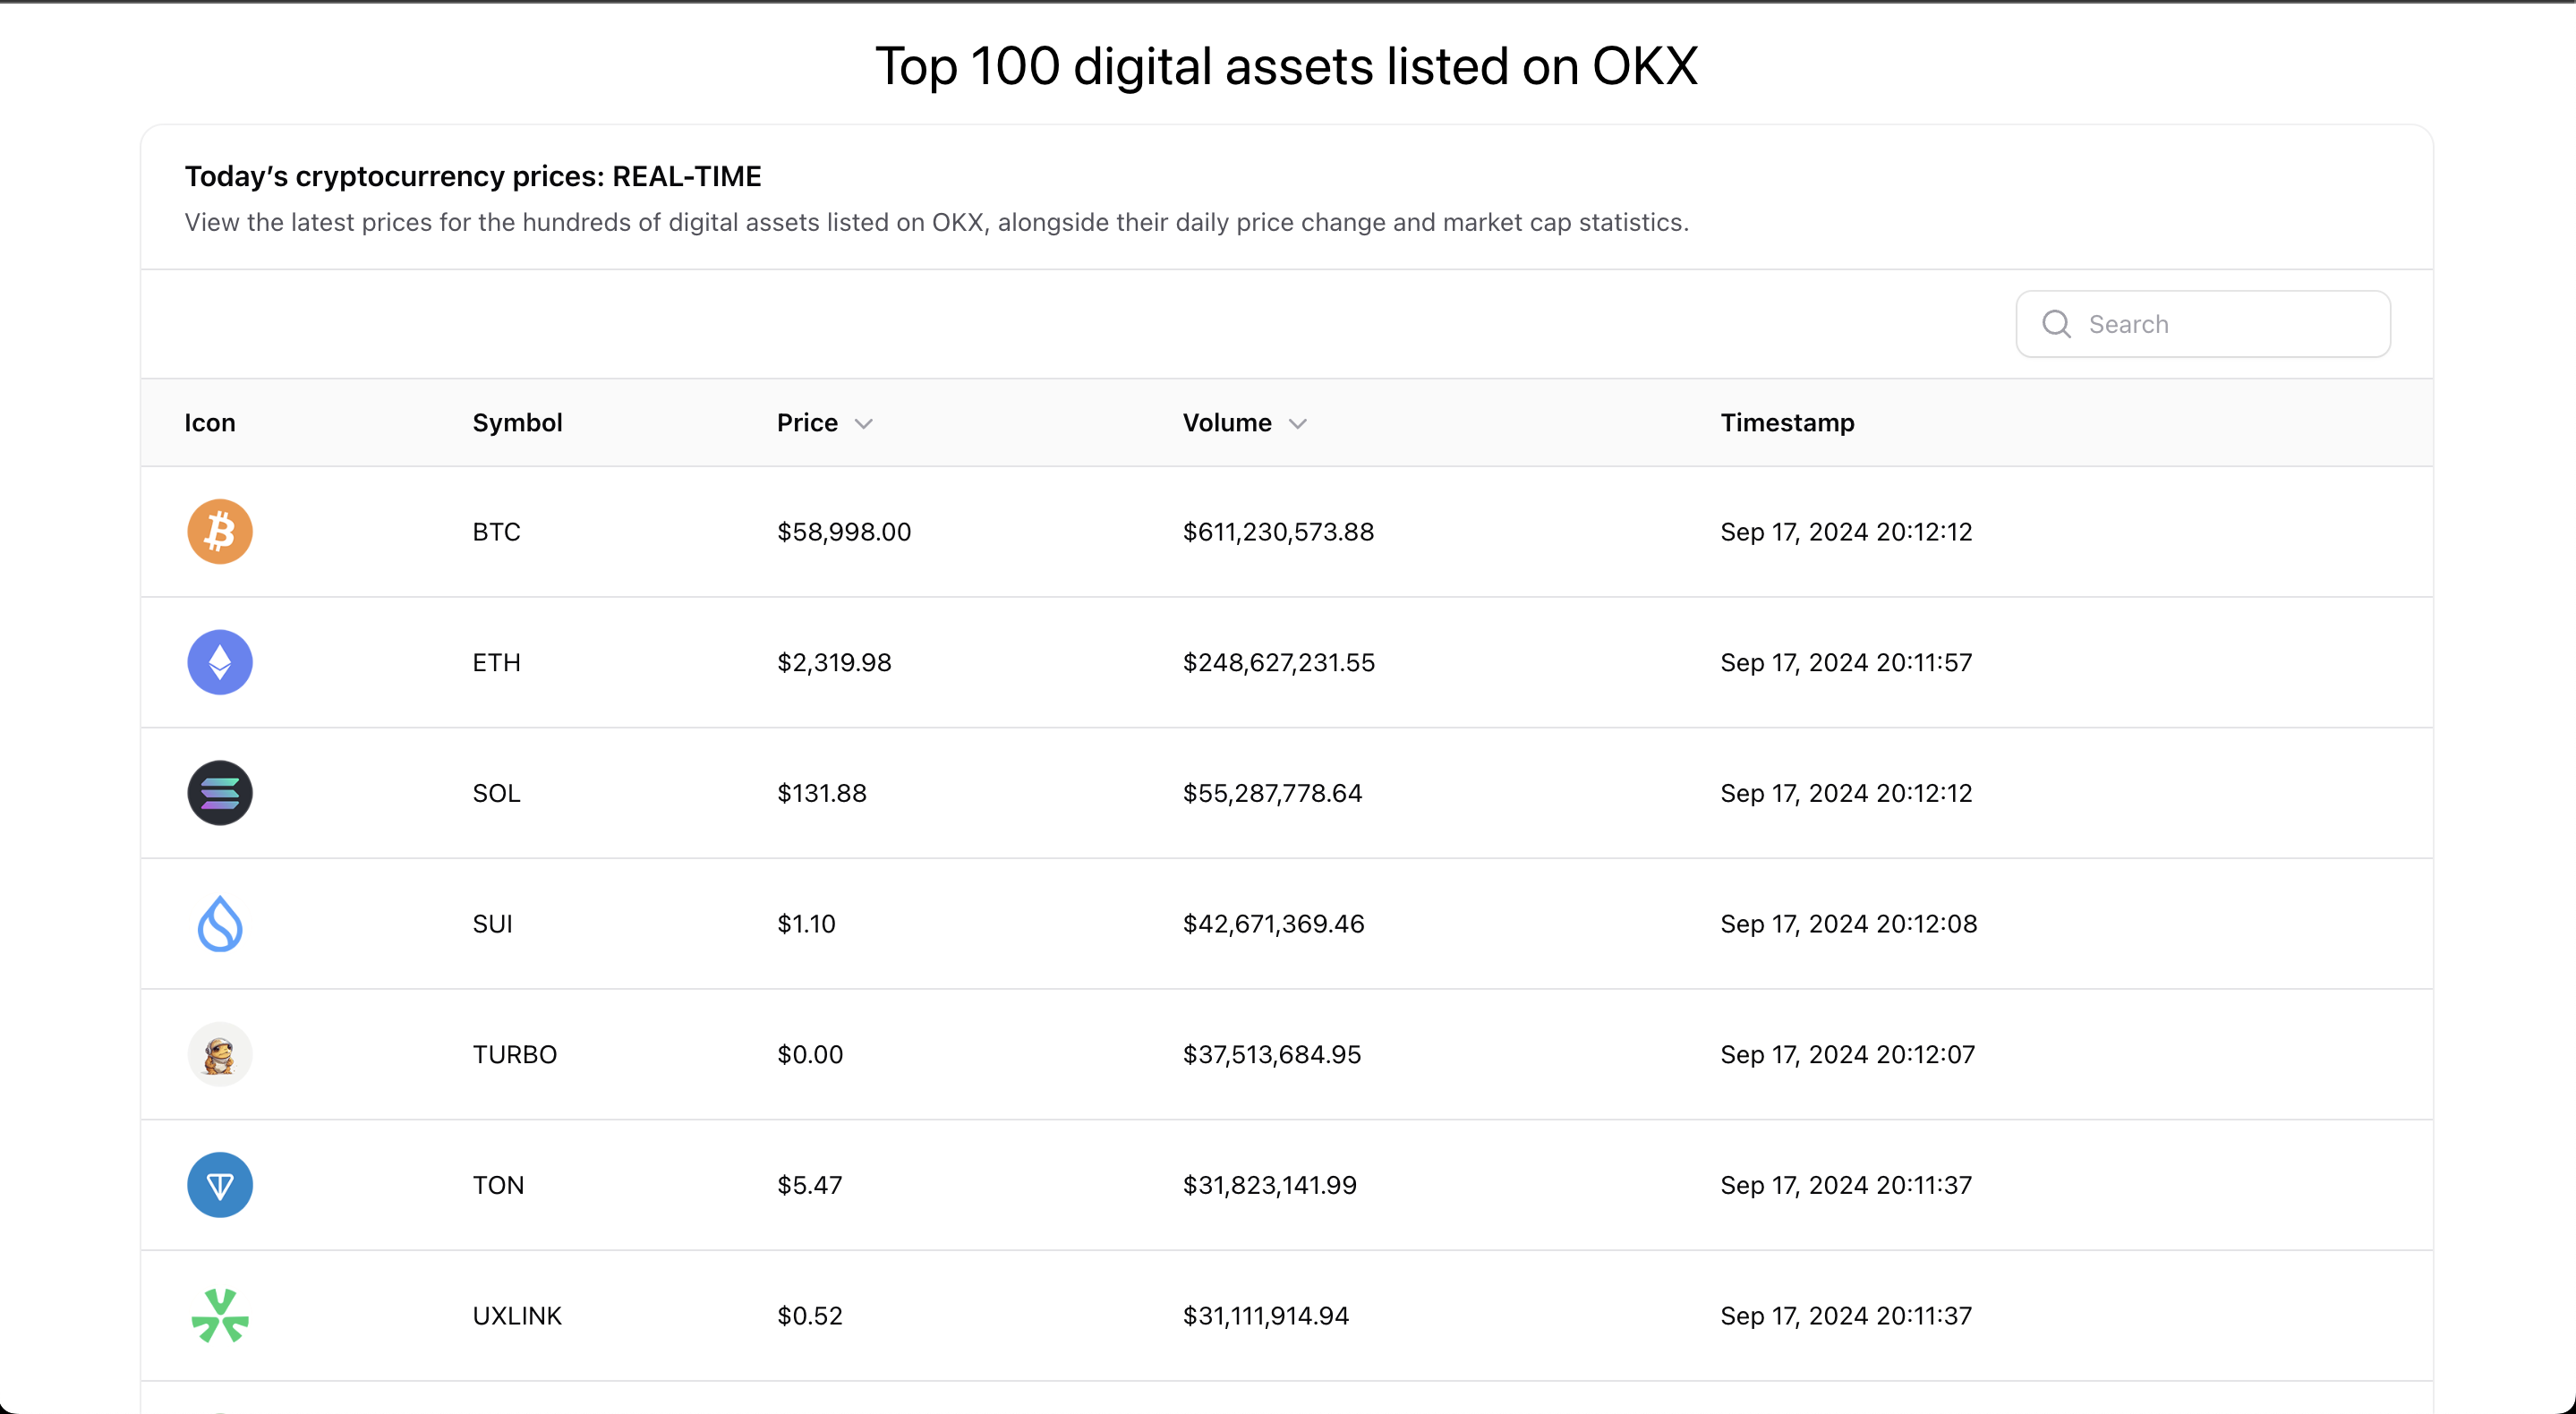 Top 100 digital assets listed on OKX
Today’s cryptocurrency prices: REAL-TIME
View the latest prices for the hundreds of digital assets listed on OKX, alongside their daily price change and market cap statistics.
Search
Icon Symbol Price Volume Timestamp
BTC $58,998.00 $611,230,573.88 Sep 17, 2024 20:12:12
ETH $2,319.98 $248,627,231.55 Sep 17, 2024 20:11:57
SOL $131.88 $55,287,778.64 Sep 17, 2024 20:12:12
SUI $1.10 $42,671,369.46 Sep 17, 2024 20:12:08
TURBO $0.00 $37,513,684.95 Sep 17, 2024 20:12:07
TON $5.47 $31,823,141.99 Sep 17, 2024 20:11:37
UXLINK $0.52 $31,111,914.94 Sep 17, 2024 20:11:37